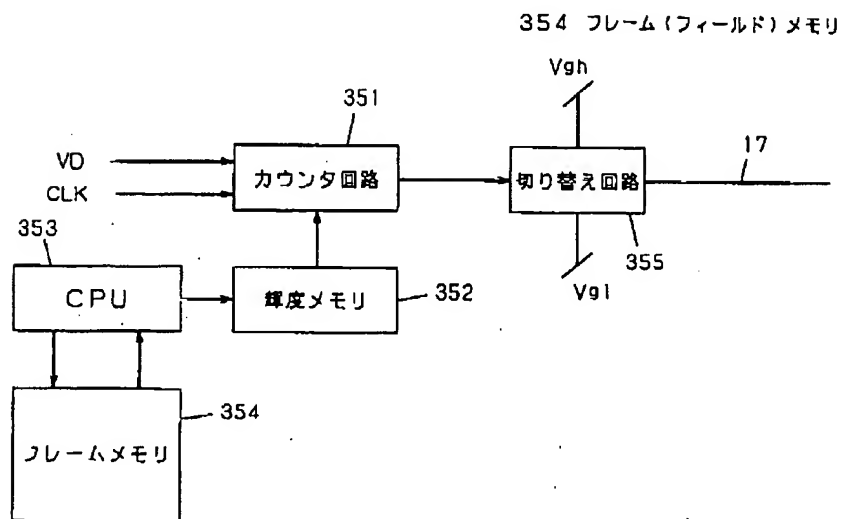 354 フレーム(フィールド)メモリ
Vgh
351
17
VD
カウンタ回路
切り替え回路
CLK
353
355
CPU
輝度メモリ
352
Vgl
354
フレームメモリ